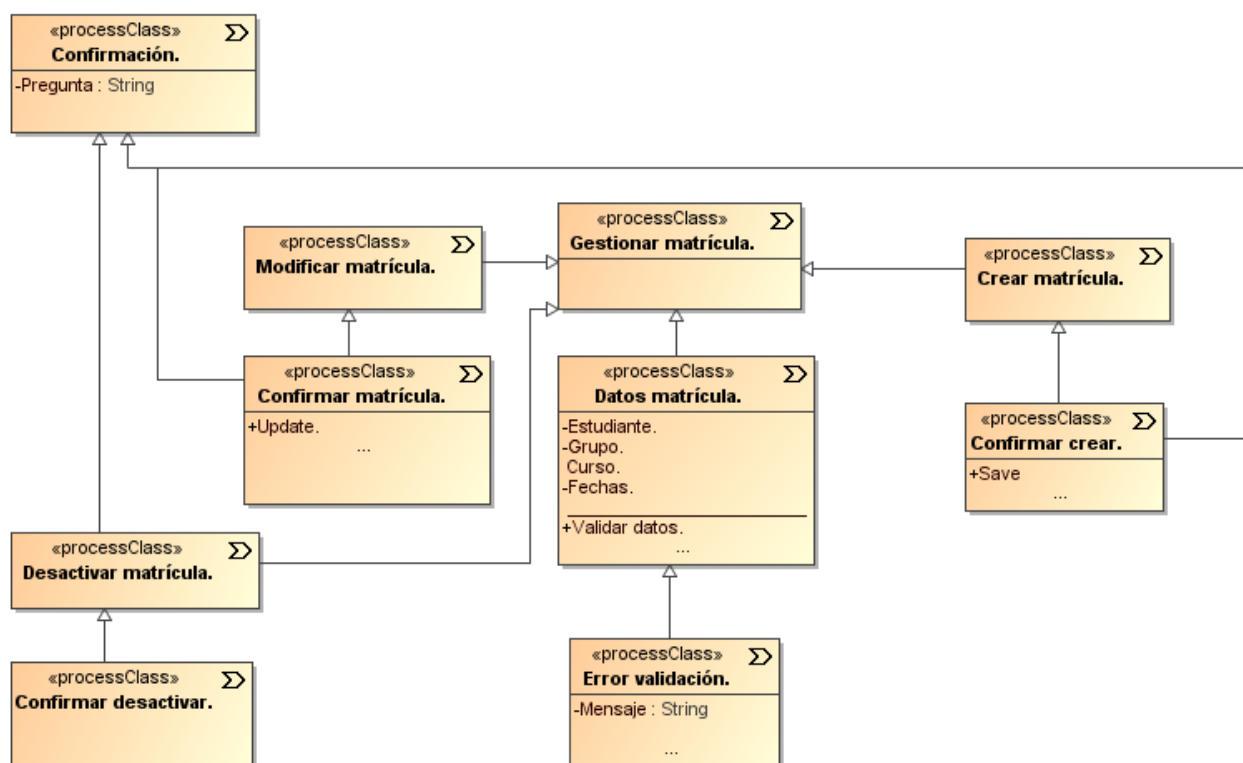 «processClass»
Confirmación.
-Pregunta : String
«processClass»
Gestionar matrícula.
«processClass»
Modificar matrícula.
«processClass»
Crear matrícula.
«processClass»
Confirmar matrícula.
+Update.
...
«processClass»
Datos matrícula.
-Estudiante.
-Grupo.
Curso.
-Fechas.
+Validar datos.
...
«processClass»
Confirmar crear.
+Save
...
«processClass»
Desactivar matrícula.
«processClass»
Confirmar desactivar.
«processClass»
Error validación.
-Mensaje : String
...